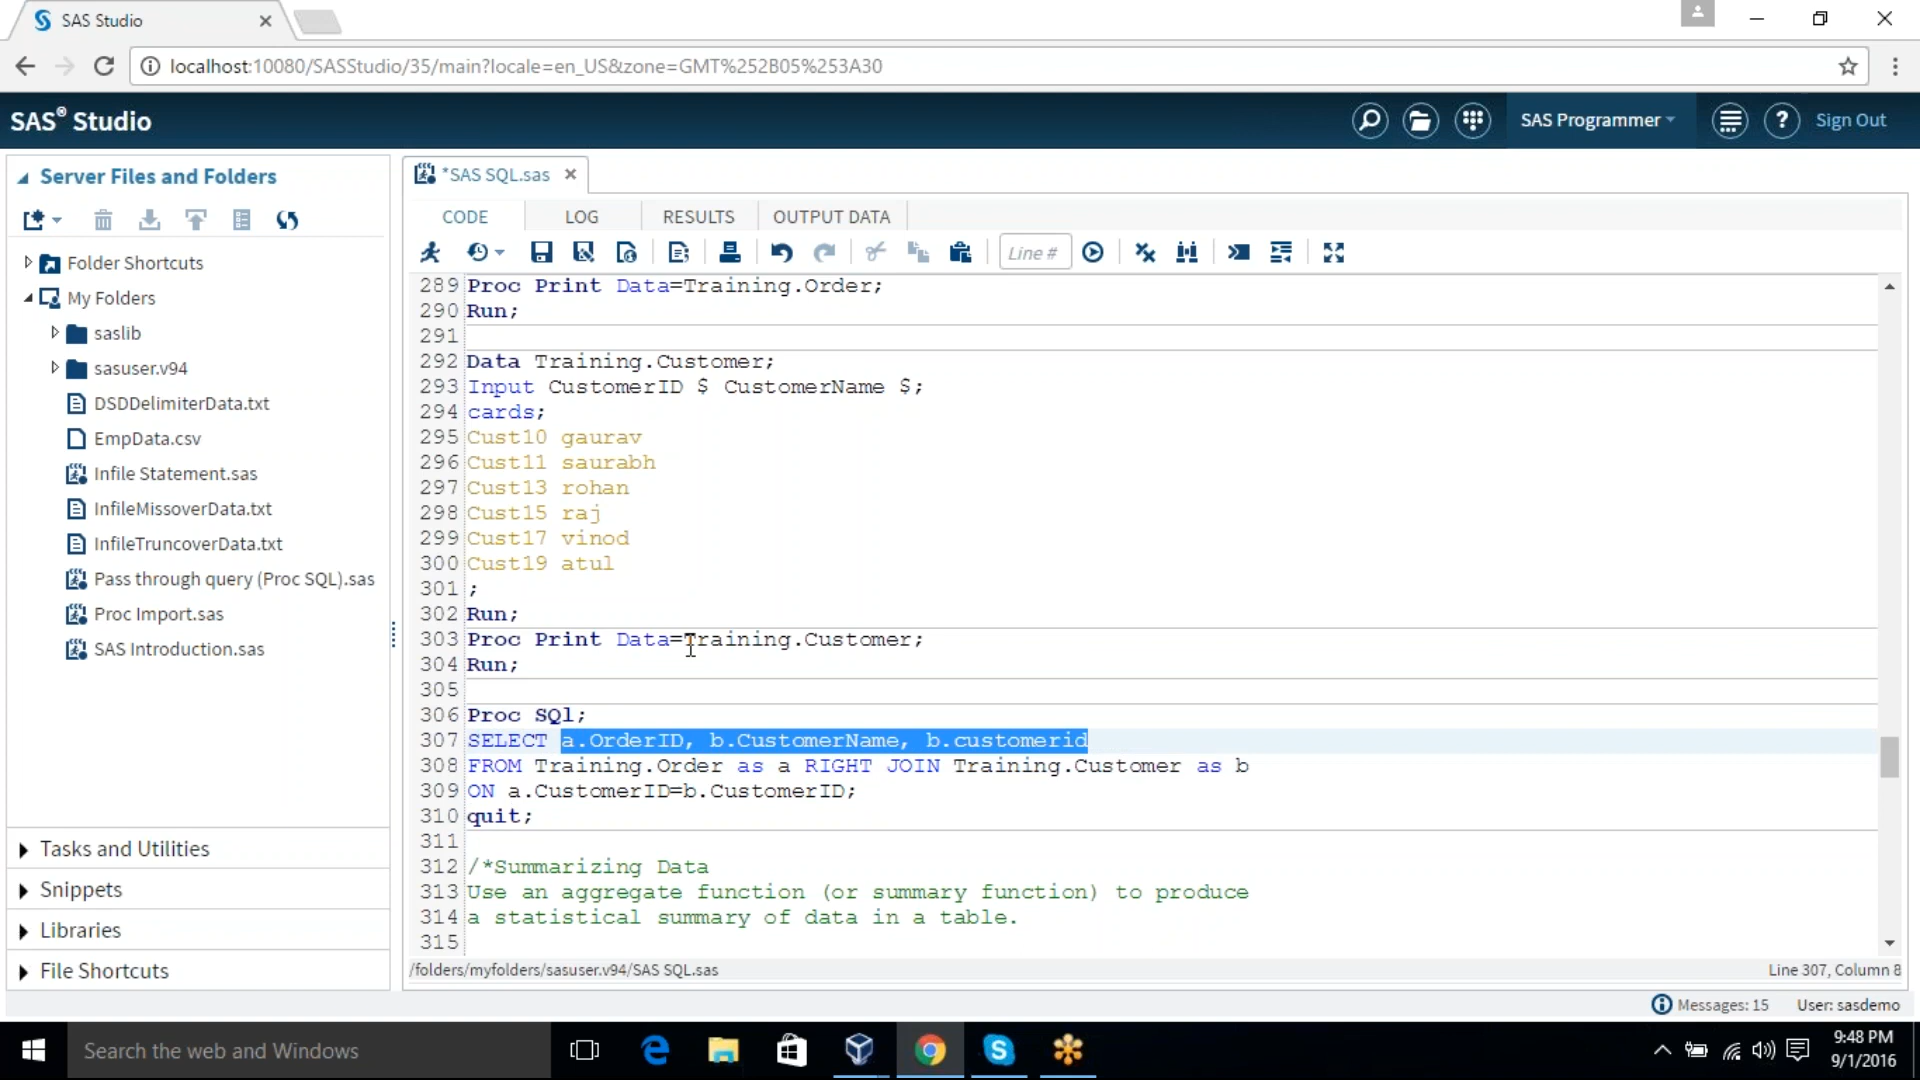 SAS Studio
localhost:10080/SASStudio/35/main?locale=en_US&zone=GMT%252B05%253A30
SAS® Studio
SAS Programmer
?
Sign Out
Server Files and Folders
Folder Shortcuts
My Folders
saslib
sasuser.v94
DSDDelimiterData.txt
EmpData.csv
Infile Statement.sas
InfileMissoverData.txt
InfileTruncoverData.txt
Pass through query (Proc SQL).sas
Proc Import.sas
SAS Introduction.sas
Tasks and Utilities
Snippets
Libraries
File Shortcuts
*SAS SQL.sas
CODE LOG RESULTS OUTPUT DATA
Line #
289 Proc Print Data=Training.Order;
290 Run;
291
292 Data Training.Customer;
293 Input CustomerID $ CustomerName $;
294 cards;
295 Cust10 gaurav
296 Cust11 saurabh
297 Cust13 rohan
298 Cust15 raj
299 Cust17 vinod
300 Cust19 atul
301 ;
302 Run;
303 Proc Print Data=Training.Customer;
304 Run;
305
306 Proc SQl;
307 SELECT a.OrderID, b.CustomerName, b.customerid
308 FROM Training.Order as a RIGHT JOIN Training.Customer as b
309 ON a.CustomerID=b.CustomerID;
310 quit;
311
312 /*Summarizing Data
313 Use an aggregate function (or summary function) to produce
314 a statistical summary of data in a table.
315
/folders/myfolders/sasuser.v94/SAS SQL.sas
Line 307, Column 8
Messages: 15
User: sasdemo
Search the web and Windows
9:48 PM
9/1/2016